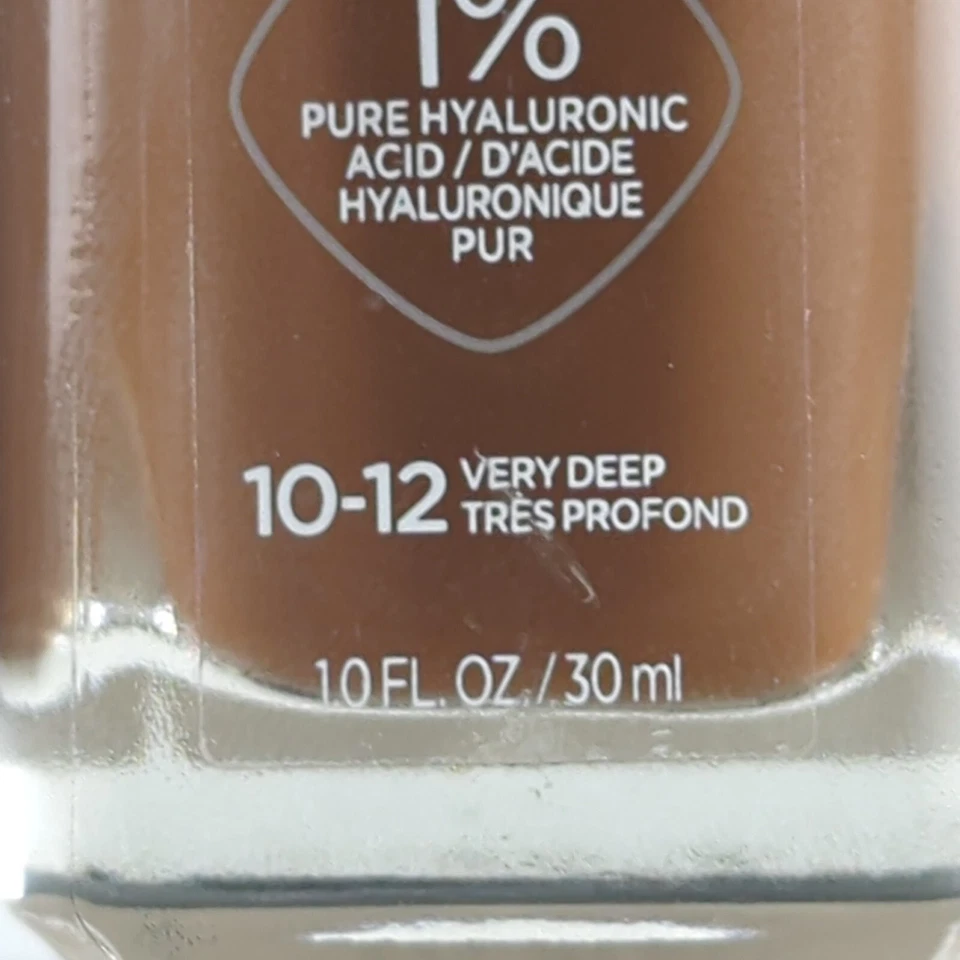 1%
PURE HYALURONIC
ACID / D'ACIDE
HYALURONIQUE
PUR
10-12 VERY DEEP
TRÈS PROFOND
1.0 FL. OZ. / 30 ml